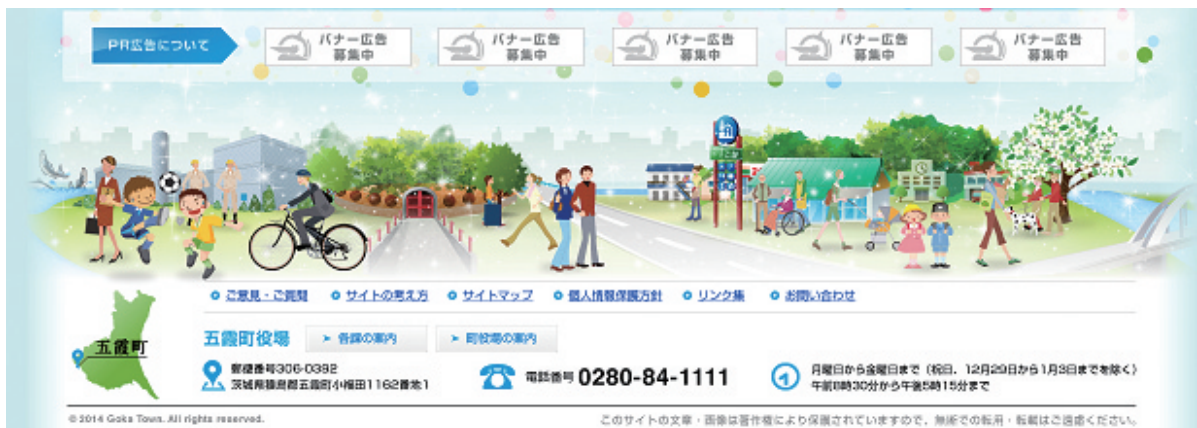 PR広告について
バナー広告
募集中
バナー広告
募集中
バナー広告
募集中
バナー広告
募集中
バナー広告
募集中
ご意見・ご質問 サイトの考え方 サイトマップ 個人情報保護方針 リンク集 お問い合わせ
五霞町
五霞町役場 各課の案内 町役場の案内
郵便番号306-0392
茨城県猿島郡五霞町小福田1162番地1
電話番号 0280-84-1111
月曜日から金曜日まで（祝日、12月29日から1月3日までを除く）
午前8時30分から午後5時15分まで
© 2014 Goka Town. All rights reserved.
このサイトの文章・画像は著作権により保護されていますので、無断での転用・転載はご遠慮ください。